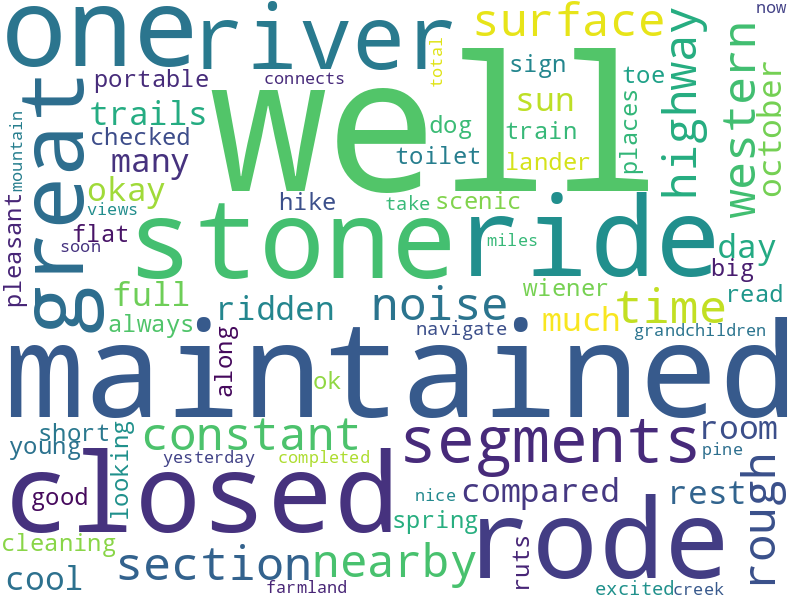 one
river
surface
now
highway
western
portable
connects
total
sign
toe
great
well
trails
sun
places
october
mountain
checked
dog
train
many
toilet
lander
okay
hike
take
scenic
pleasant
views
stone
ride
flat
soon
miles
day
big
full
ridden
noise
wiener
time
read
always
much
navigate
grandchildren
maintained
along
ok
short
constant
segments
room
young
looking
yesterday
completed
pine
closed
good
nice
compared
rest
rough
spring
rode
cleaning
section
nearby
ruts
cool
farmland
excited
creek